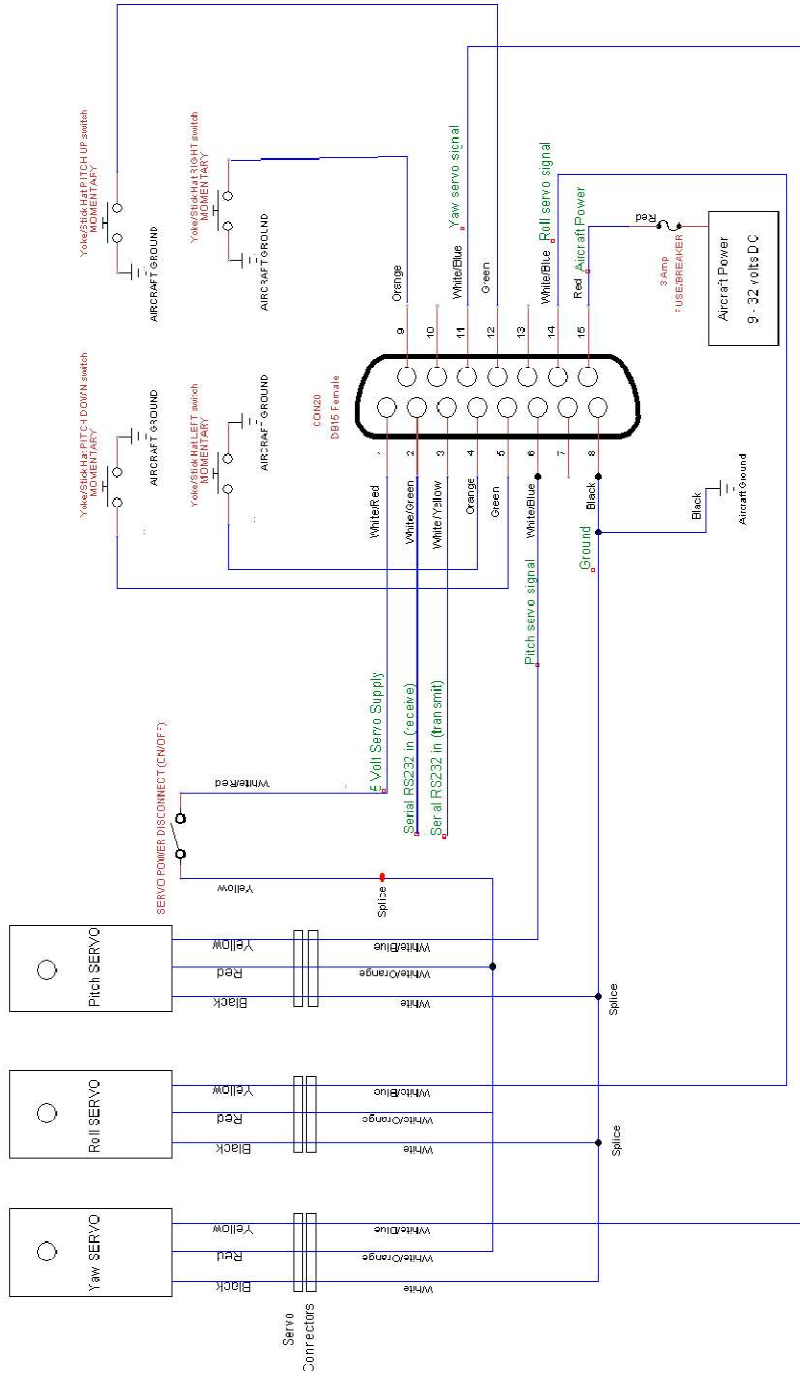 Yoke/Stick Hat PITCH UP switch
MOMENTARY
AIRCRAFT GROUND
Yoke/Stick Hat RIGHT switch
MOMENTARY
AIRCRAFT GROUND
Yoke/Stick Hat PITCH DOWN switch
MOMENTARY
AIRCRAFT GROUND
Yoke/Stick Hat LEFT switch
MOMENTARY
AIRCRAFT GROUND
CON20
DB15 Female
9
10
11
12
13
14
15
Orange
White/Blue
Yaw servo signal
Green
White/Blue
Roll servo signal
Red
Aircraft Power
Red
3 Amp
FUSE/BREAKER
Aircraft Power
9 - 32 volts DC
1
2
3
4
5
6
7
8
White/Red
White/Green
White/Yellow
Orange
Green
White/Blue
Black
5 Volt Servo Supply
Serial RS232 in (receive)
Serial RS232 in (transmit)
Pitch servo signal
Ground
Black
Aircraft Ground
SERVO POWER DISCONNECT (ON/OFF)
White/Red
Yellow
Splice
Pitch SERVO
Yellow
Red
Black
White/Blue
White/Orange
White
Splice
Roll SERVO
Yellow
Red
Black
White/Blue
White/Orange
White
Splice
Yaw SERVO
Yellow
Red
Black
White/Blue
White/Orange
White
Servo
Connectors